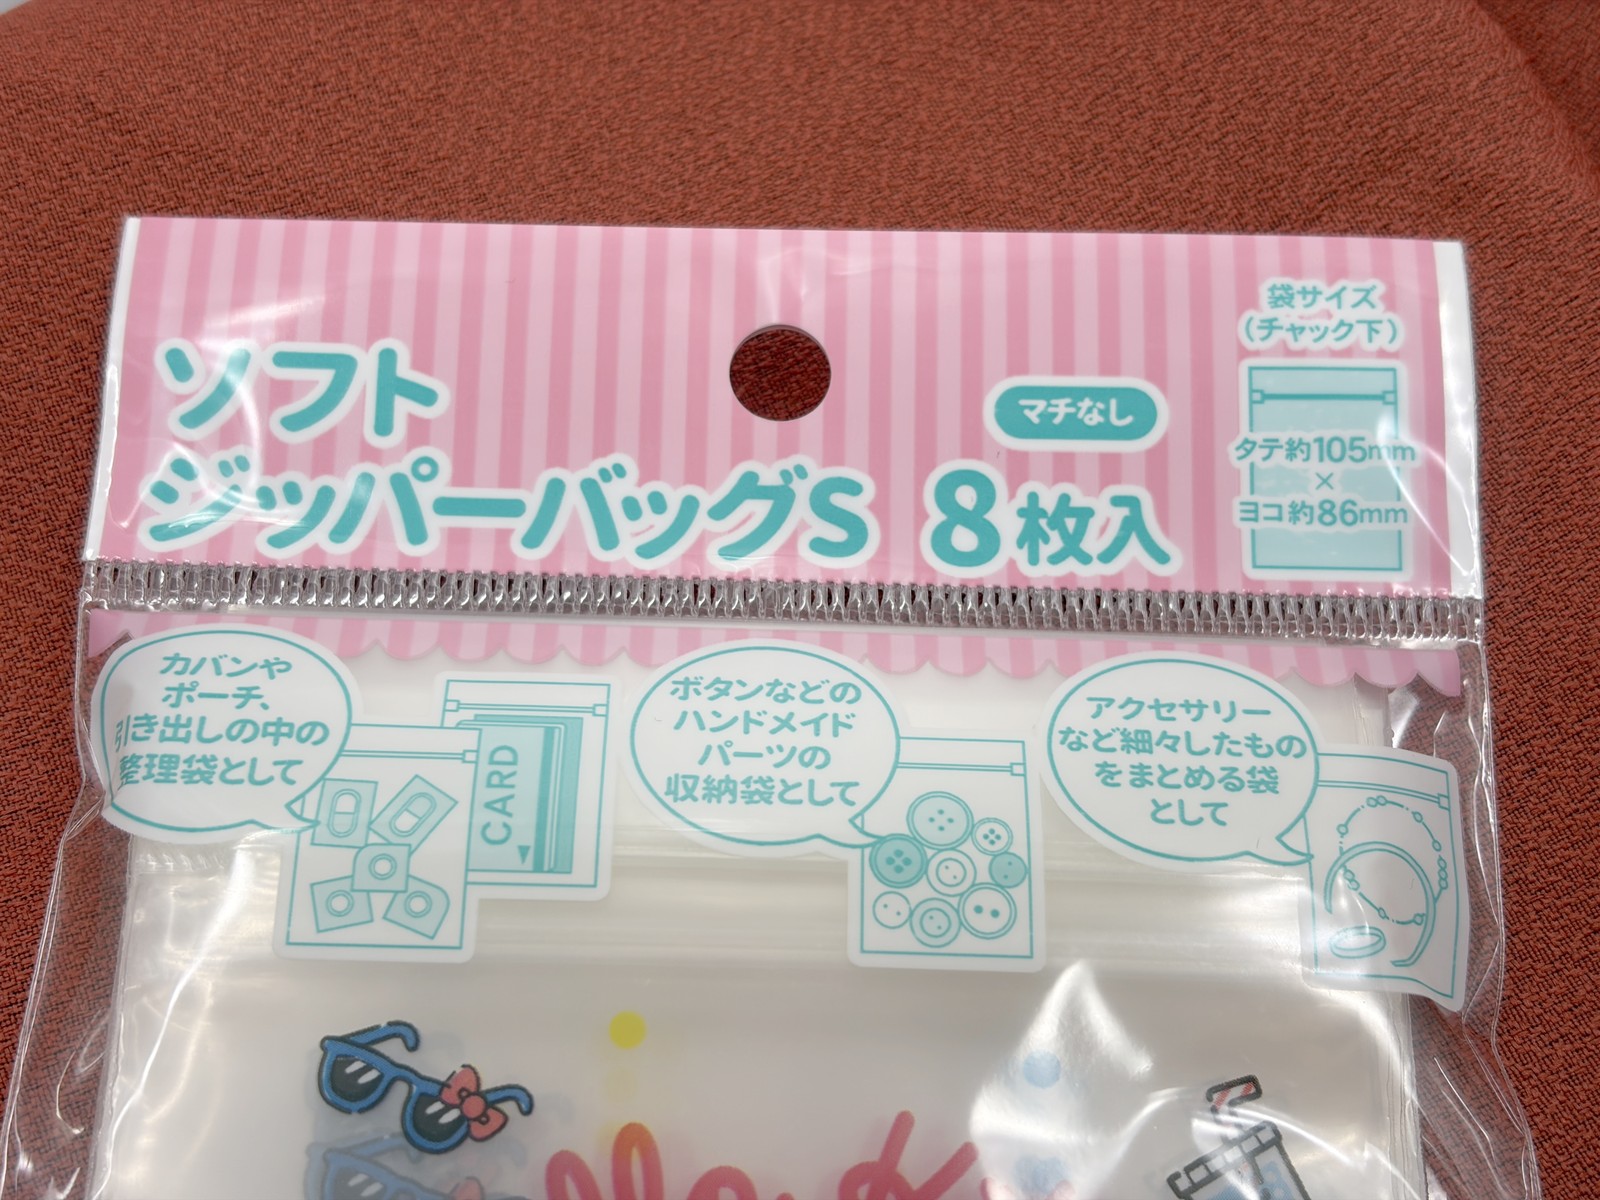 ソフト
ジッパーバッグS 8枚入
マチなし
袋サイズ
（チャック下）
タテ約105mm
×
ヨコ約86mm
カバンや
ポーチ、
引き出しの中の
整理袋として
CARD
ボタンなどの
ハンドメイド
パーツの
収納袋として
アクセサリー
など細々したもの
をまとめる袋
として